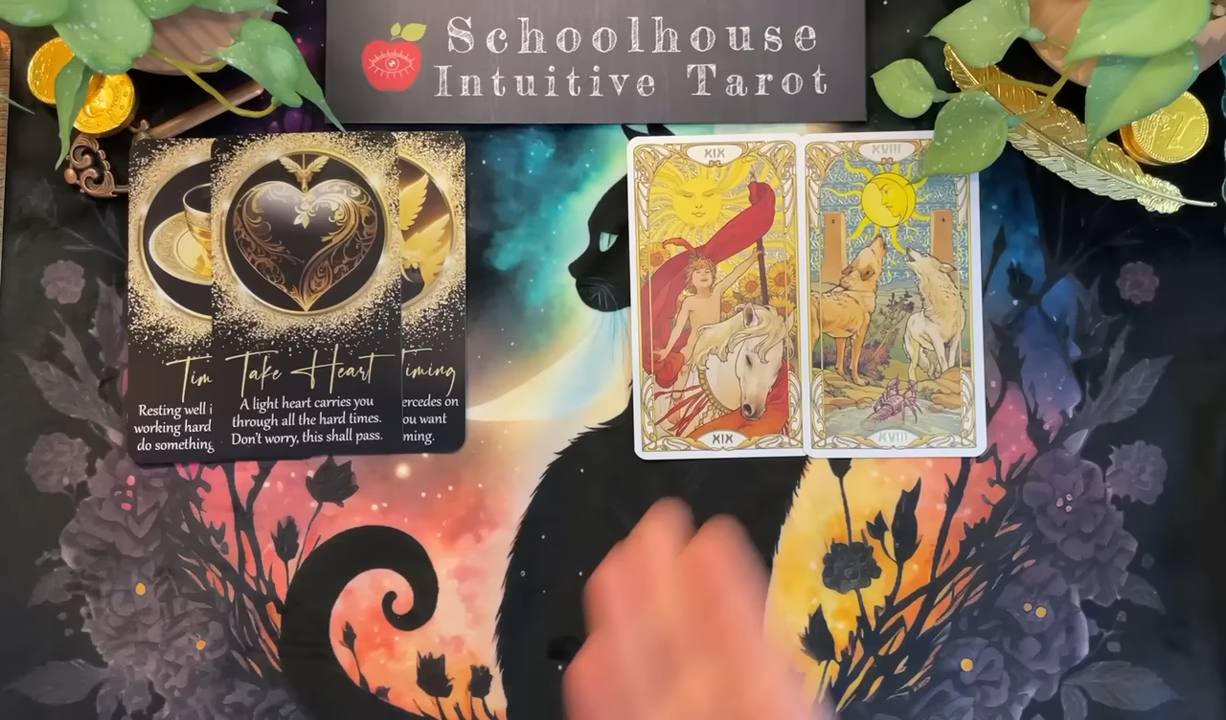 Schoolhouse
Intuitive Tarot
Tim
Resting well i
working hard
do something
Take Heart
A light heart carries you
through all the hard times.
Don't worry, this shall pass.
iming
ercedes on
ou want
ming.
XIX
XIX
XVIII
XVIII